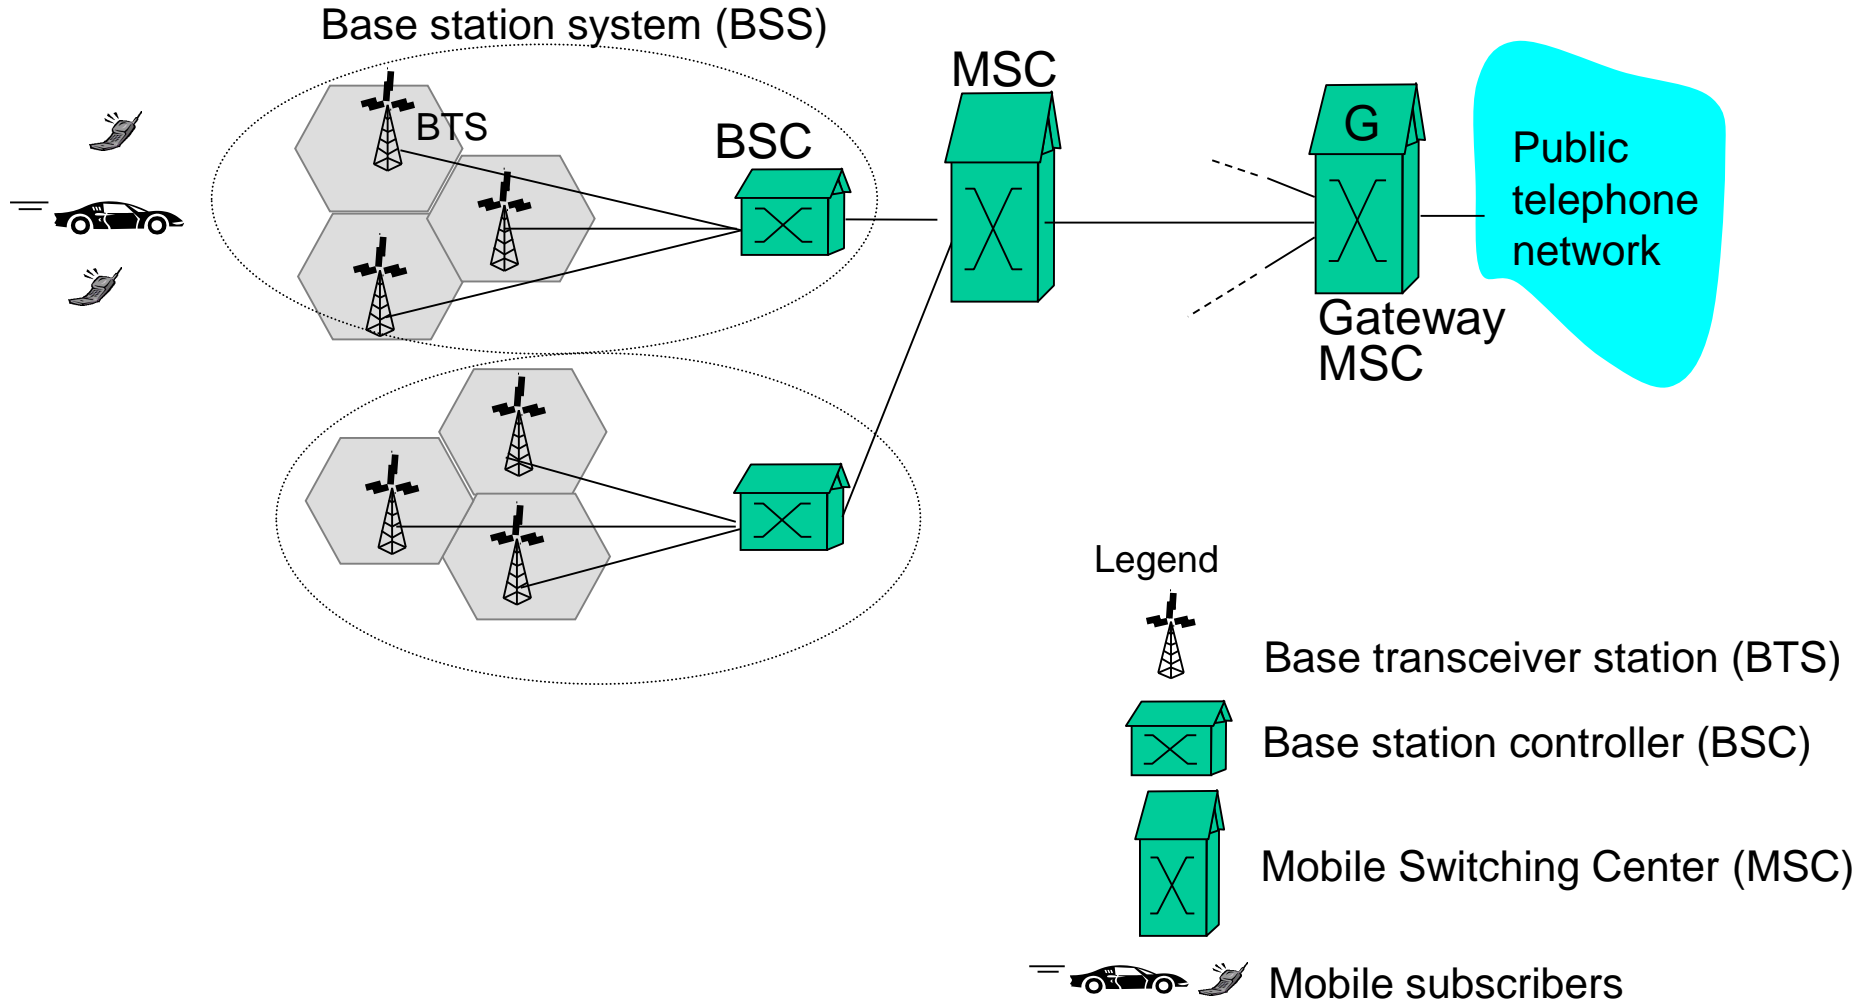 Base station system (BSS)
BTS
BSC
MSC
G
Gateway
MSC
Public
telephone
network
Legend
Base transceiver station (BTS)
Base station controller (BSC)
Mobile Switching Center (MSC)
Mobile subscribers